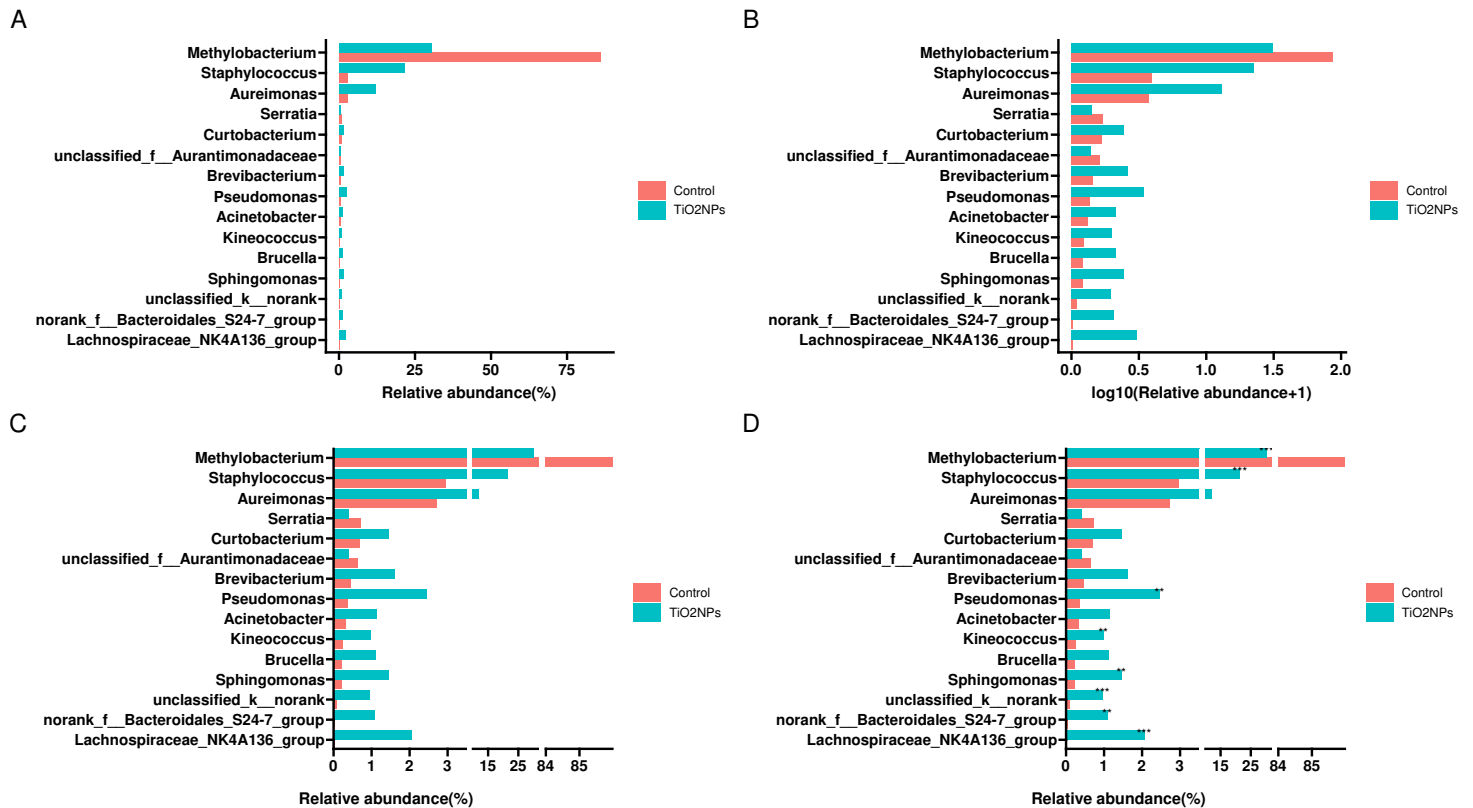 A
Methylobacterium
Staphylococcus
Aureimonas
Serratia
Curtobacterium
unclassified_f__Aurantimonadaceae
Brevibacterium
Pseudomonas
Acinetobacter
Kineococcus
Brucella
Sphingomonas
unclassified_k__norank
norank_f__Bacteroidales_S24-7_group
Lachnospiraceae_NK4A136_group
0 25 50 75
Relative abundance(%)
Control
TiO2NPs
B
Methylobacterium
Staphylococcus
Aureimonas
Serratia
Curtobacterium
unclassified_f__Aurantimonadaceae
Brevibacterium
Pseudomonas
Acinetobacter
Kineococcus
Brucella
Sphingomonas
unclassified_k__norank
norank_f__Bacteroidales_S24-7_group
Lachnospiraceae_NK4A136_group
0.0 0.5 1.0 1.5 2.0
log10(Relative abundance+1)
Control
TiO2NPs
C
Methylobacterium
Staphylococcus
Aureimonas
Serratia
Curtobacterium
unclassified_f__Aurantimonadaceae
Brevibacterium
Pseudomonas
Acinetobacter
Kineococcus
Brucella
Sphingomonas
unclassified_k__norank
norank_f__Bacteroidales_S24-7_group
Lachnospiraceae_NK4A136_group
0 1 2 3 15 25 84 85
Relative abundance(%)
Control
TiO2NPs
D
Methylobacterium ***
Staphylococcus ***
Aureimonas
Serratia
Curtobacterium
unclassified_f__Aurantimonadaceae
Brevibacterium
Pseudomonas **
Acinetobacter
Kineococcus **
Brucella
Sphingomonas **
unclassified_k__norank ***
norank_f__Bacteroidales_S24-7_group **
Lachnospiraceae_NK4A136_group ***
0 1 2 3 15 25 84 85
Relative abundance(%)
Control
TiO2NPs